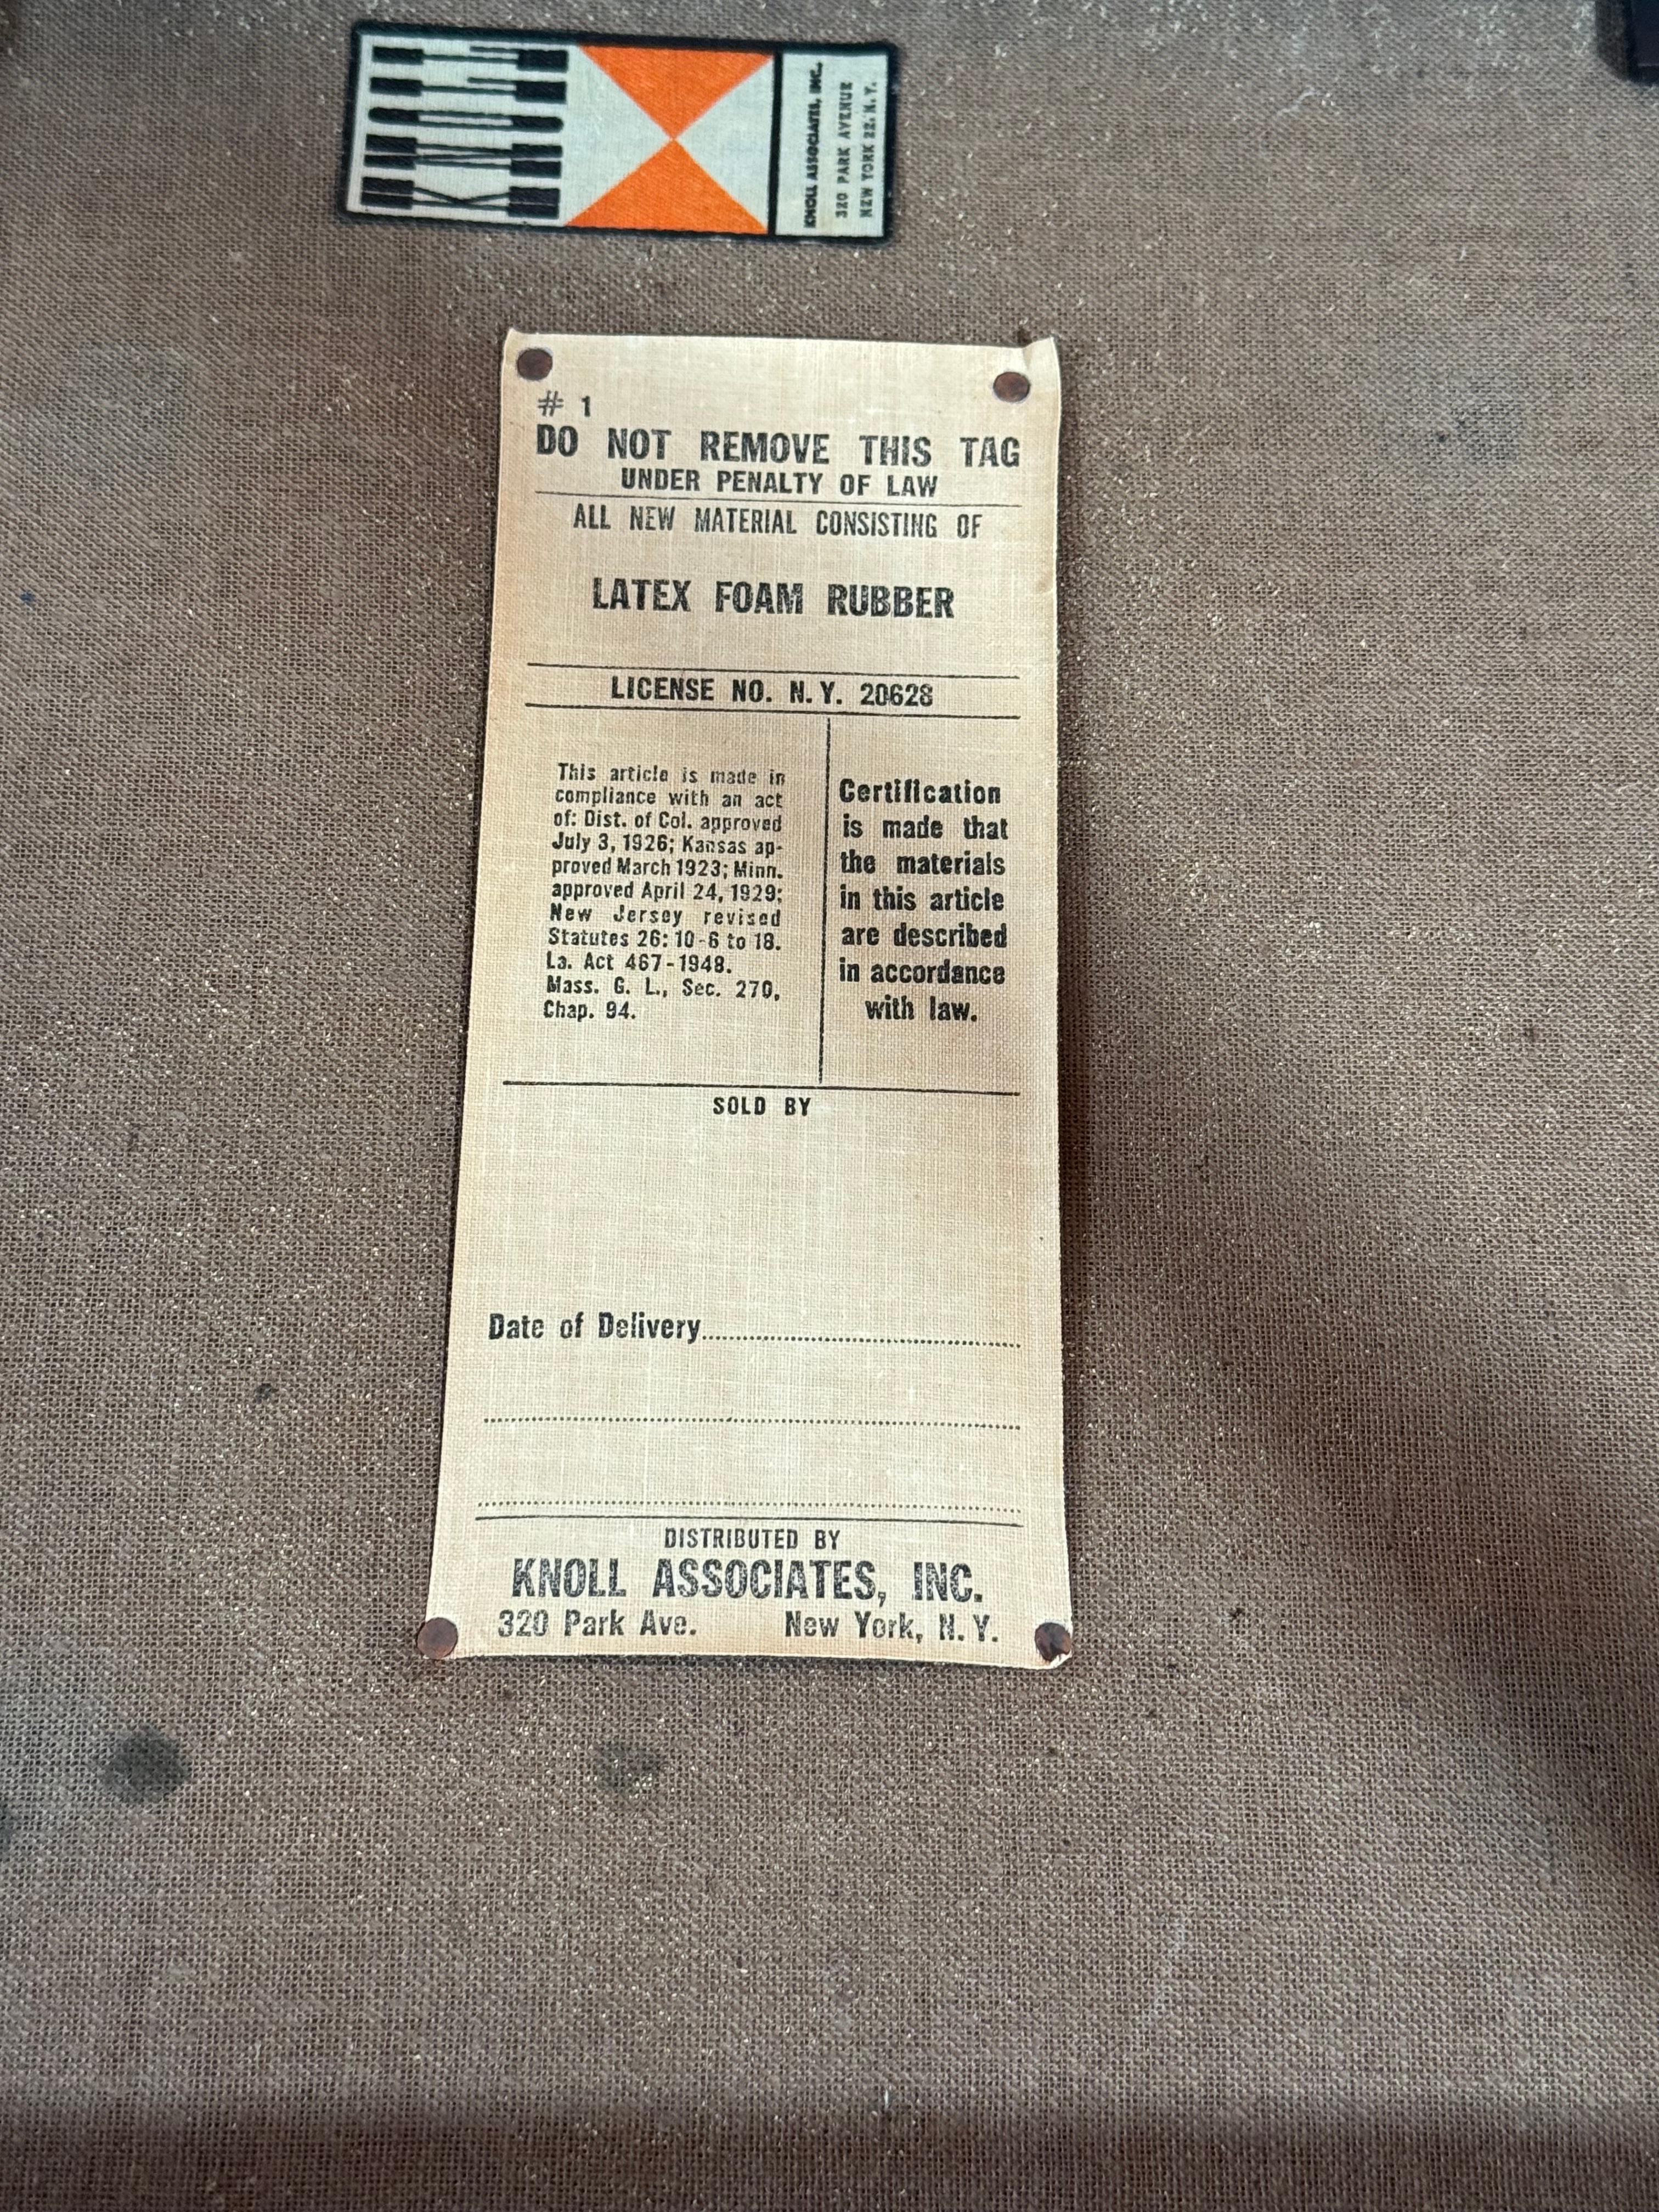 KNOLL ASSOCIATES, INC.
320 PARK AVENUE
NEW YORK 22, N.Y.
# 1
DO NOT REMOVE THIS TAG
UNDER PENALTY OF LAW
ALL NEW MATERIAL CONSISTING OF
LATEX FOAM RUBBER
LICENSE NO. N.Y. 20628
This article is made in
compliance with an act
of: Dist. of Col. approved
July 3, 1926; Kansas ap-
proved March 1923; Minn.
approved April 24, 1929;
New Jersey revised
Statutes 26: 10-6 to 18.
La. Act 467-1948.
Mass. G. L., Sec. 270,
Chap. 94.
Certification
is made that
the materials
in this article
are described
in accordance
with law.
SOLD BY
Date of Delivery
DISTRIBUTED BY
KNOLL ASSOCIATES, INC.
320 Park Ave. New York, N.Y.